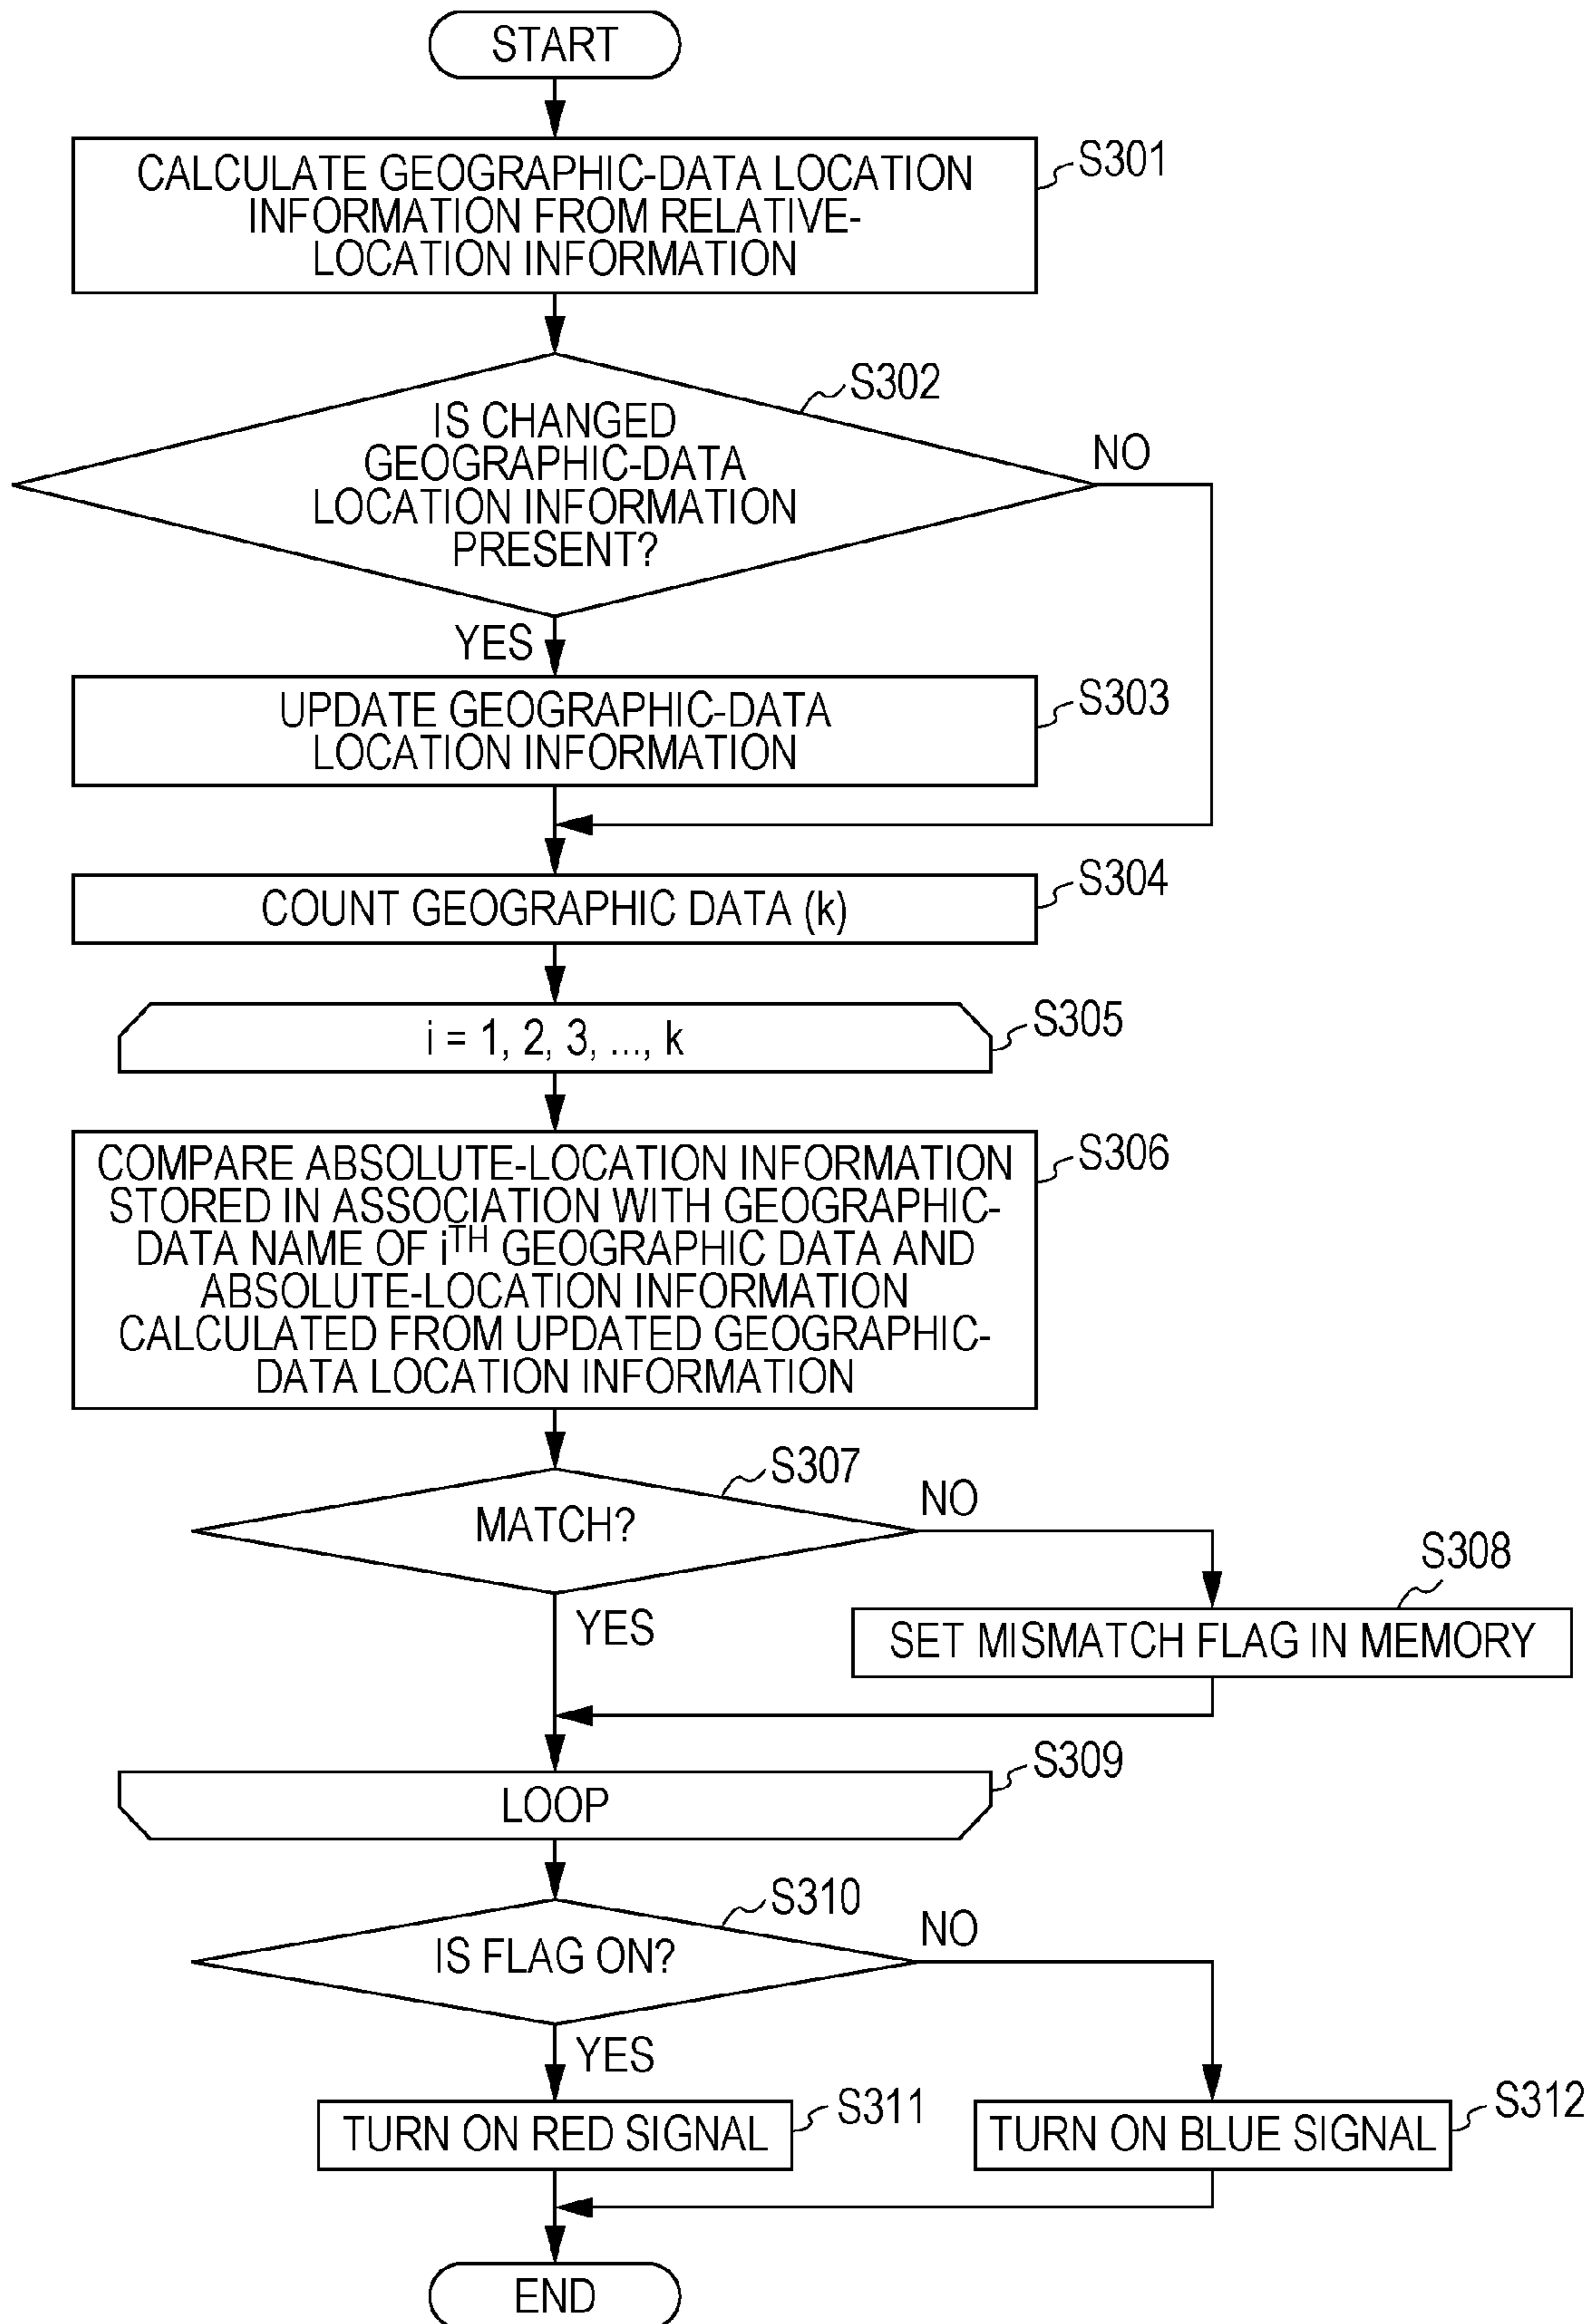 START
CALCULATE GEOGRAPHIC-DATA LOCATION
INFORMATION FROM RELATIVE-
LOCATION INFORMATION
S301
IS CHANGED
GEOGRAPHIC-DATA
LOCATION INFORMATION
PRESENT?
S302
NO
YES
UPDATE GEOGRAPHIC-DATA
LOCATION INFORMATION
S303
COUNT GEOGRAPHIC DATA (k)
S304
i = 1, 2, 3, ..., k
S305
COMPARE ABSOLUTE-LOCATION INFORMATION
STORED IN ASSOCIATION WITH GEOGRAPHIC-
DATA NAME OF iTH GEOGRAPHIC DATA AND
ABSOLUTE-LOCATION INFORMATION
CALCULATED FROM UPDATED GEOGRAPHIC-
DATA LOCATION INFORMATION
S306
MATCH?
S307
NO
YES
S308
SET MISMATCH FLAG IN MEMORY
LOOP
S309
IS FLAG ON?
S310
NO
YES
TURN ON RED SIGNAL
S311
TURN ON BLUE SIGNAL
S312
END